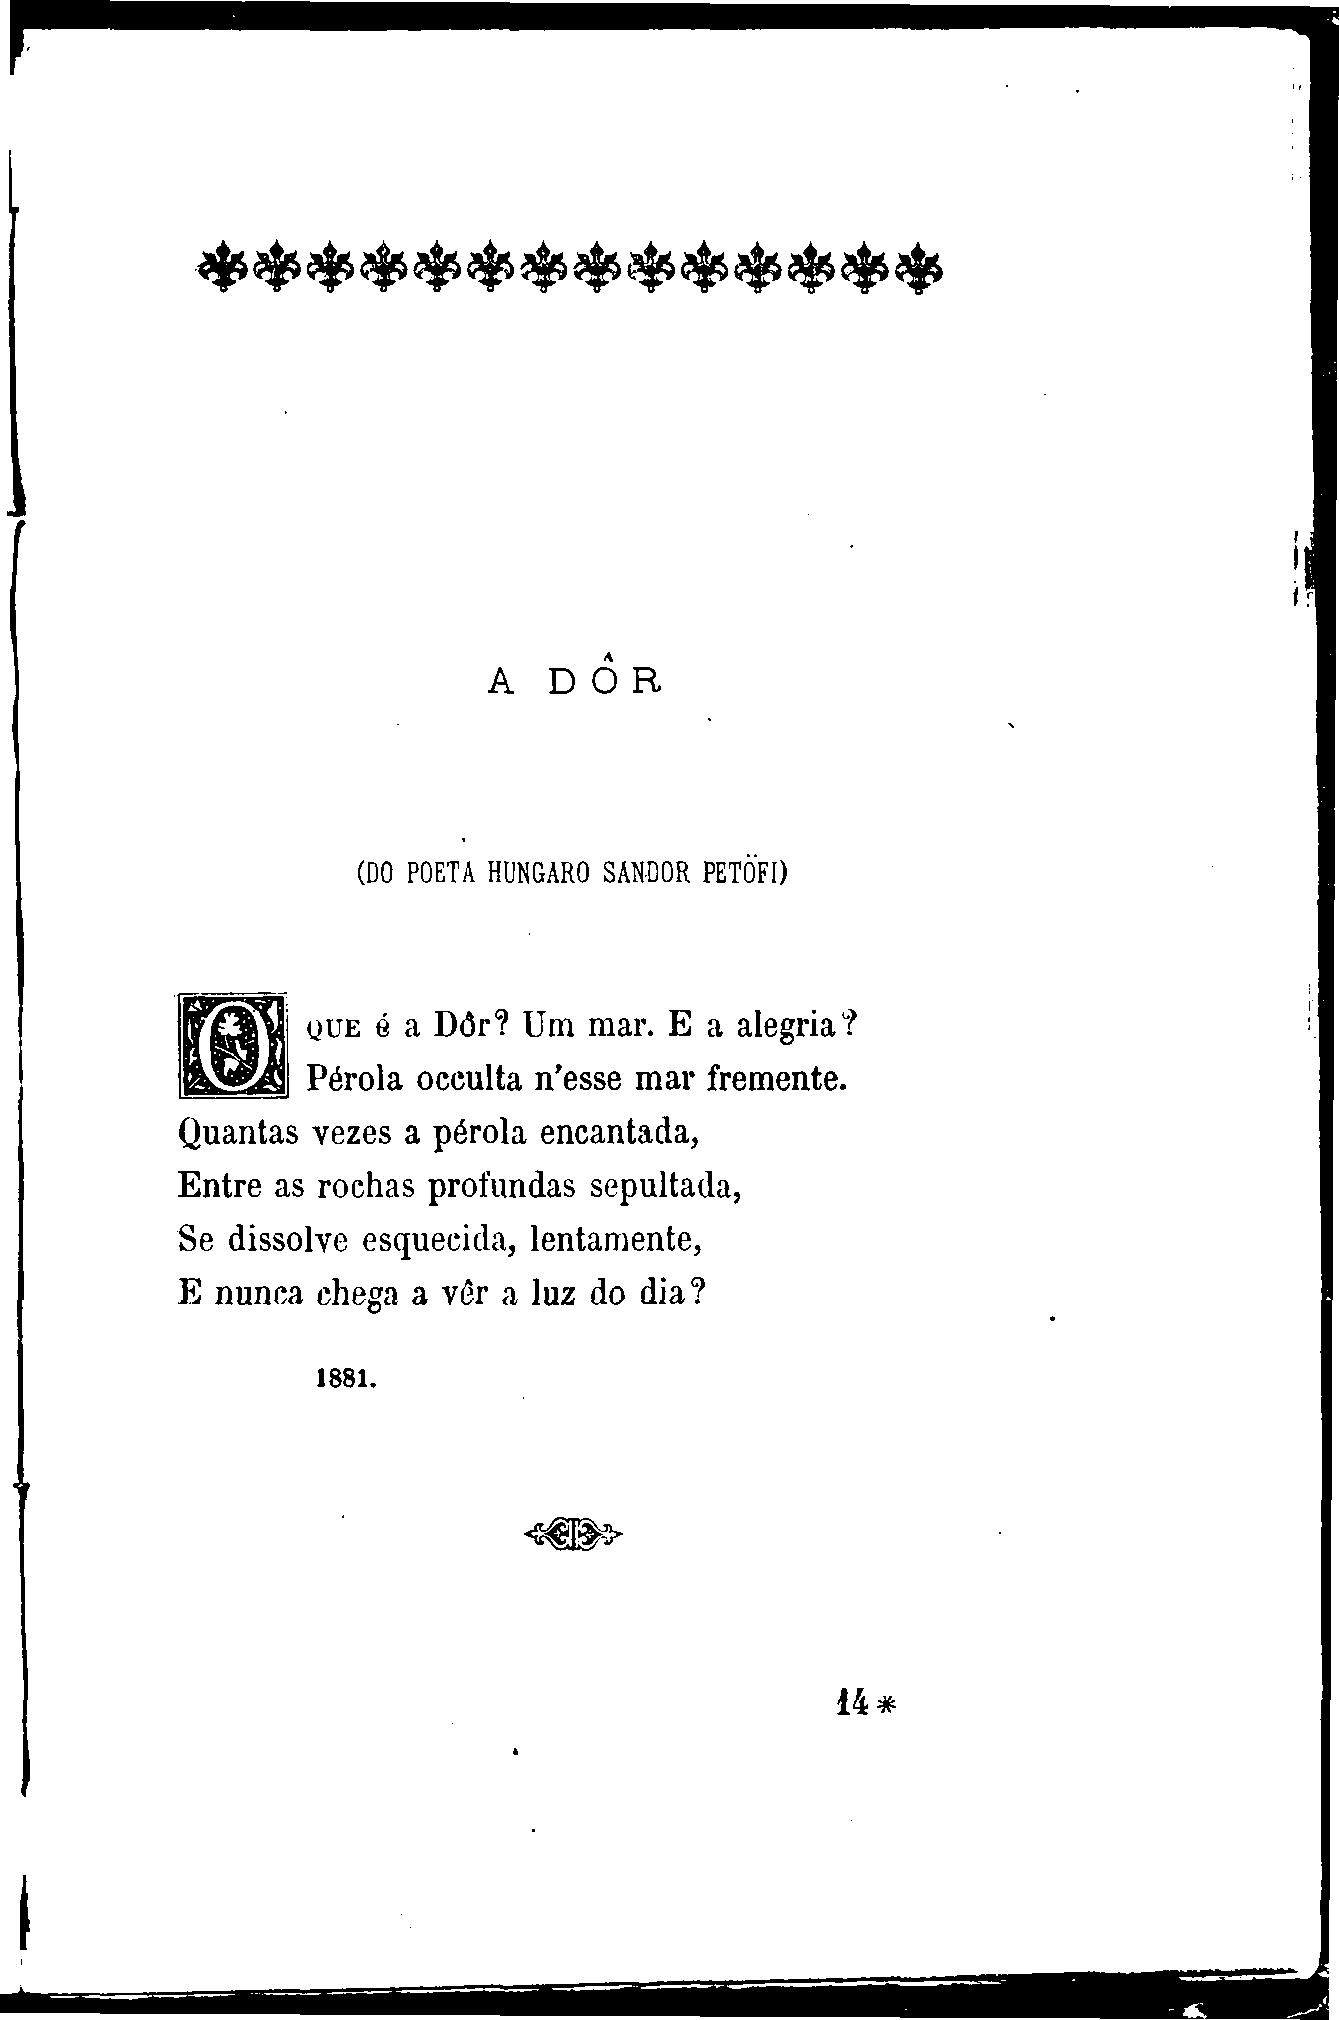 A DÔR
(DO POETA HUNGARO SANDOR PETÖFI)
O QUE é a Dôr? Um mar. E a alegria?
Pérola occulta n'esse mar fremente.
Quantas vezes a pérola encantada,
Entre as rochas profundas sepultada,
Se dissolve esquecida, lentamente,
E nunca chega a vêr a luz do dia?
1881.
14*